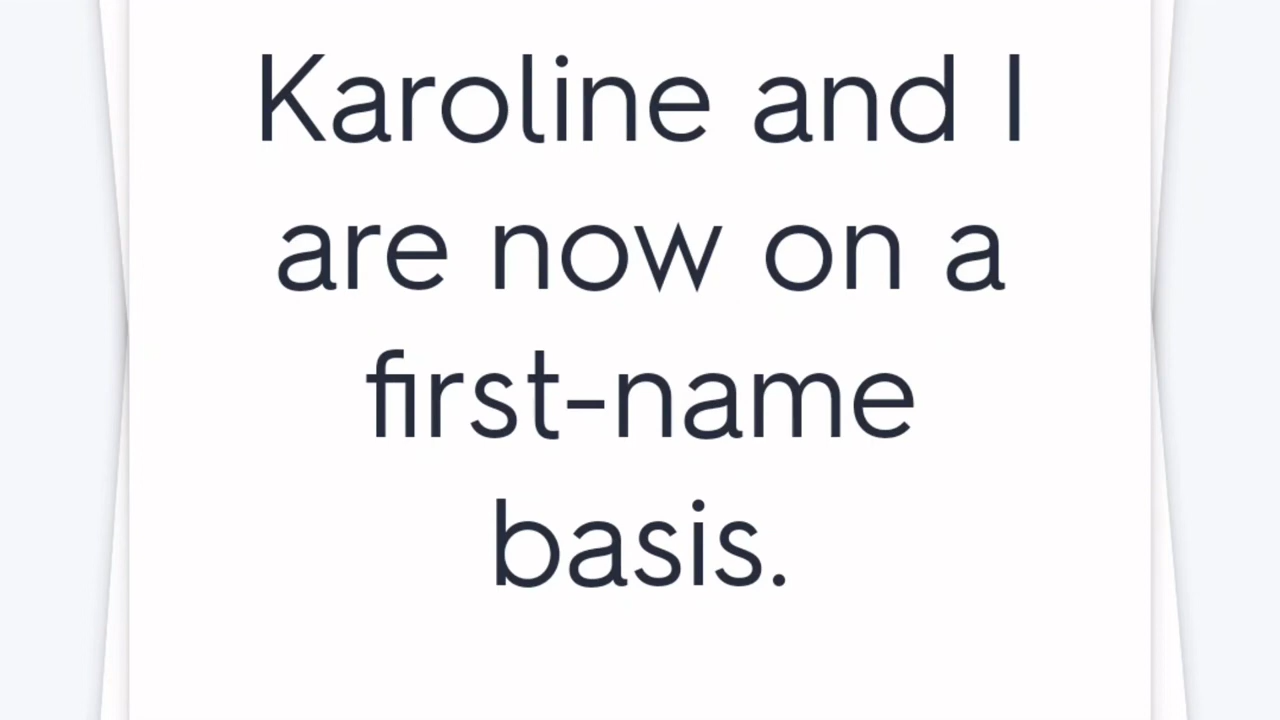 Karoline and I
are now on a
first-name
basis.